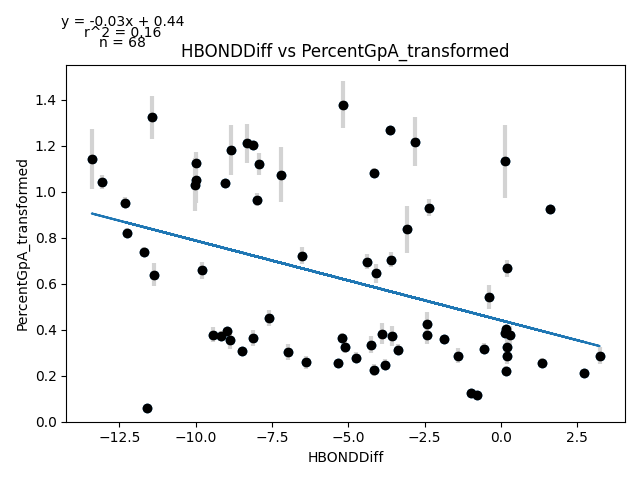 y = -0.03x + 0.44
r^2 = 0.16
n = 68
HBONDDiff vs PercentGpA_transformed
PercentGpA_transformed
1.4
1.2
1.0
0.8
0.6
0.4
0.2
0.0
−12.5 −10.0 −7.5 −5.0 −2.5 0.0 2.5
HBONDDiff